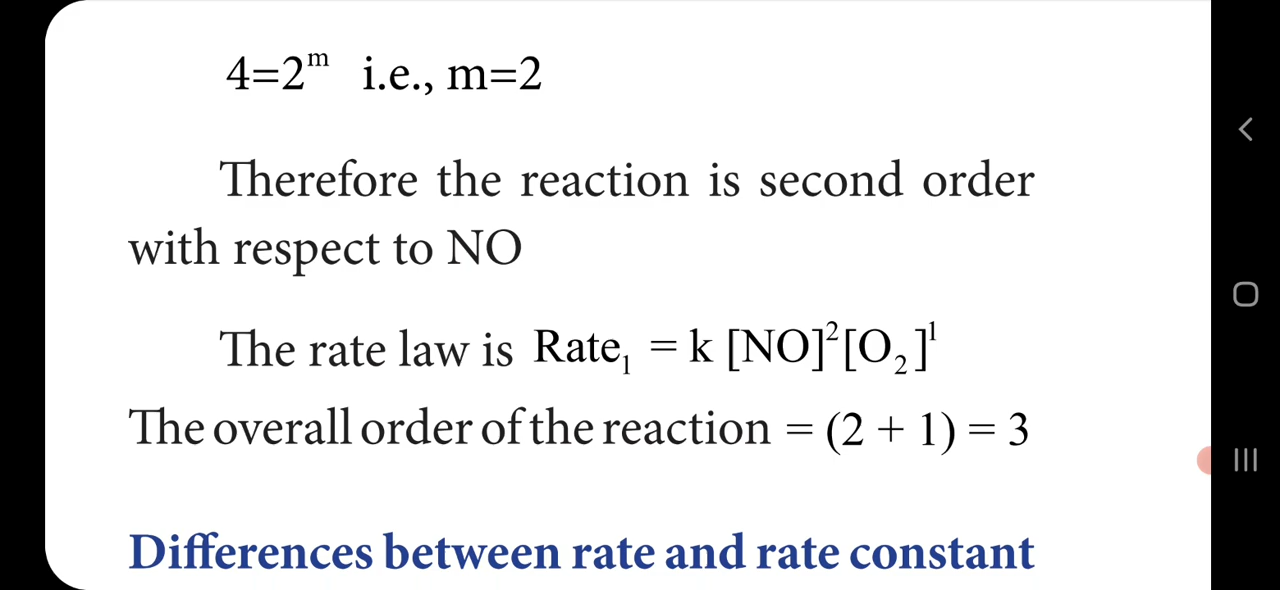 4=2ᵐ i.e., m=2
Therefore the reaction is second order
with respect to NO
The rate law is Rate₁ = k [NO]²[O₂]¹
The overall order of the reaction = (2 + 1) = 3
Differences between rate and rate constant